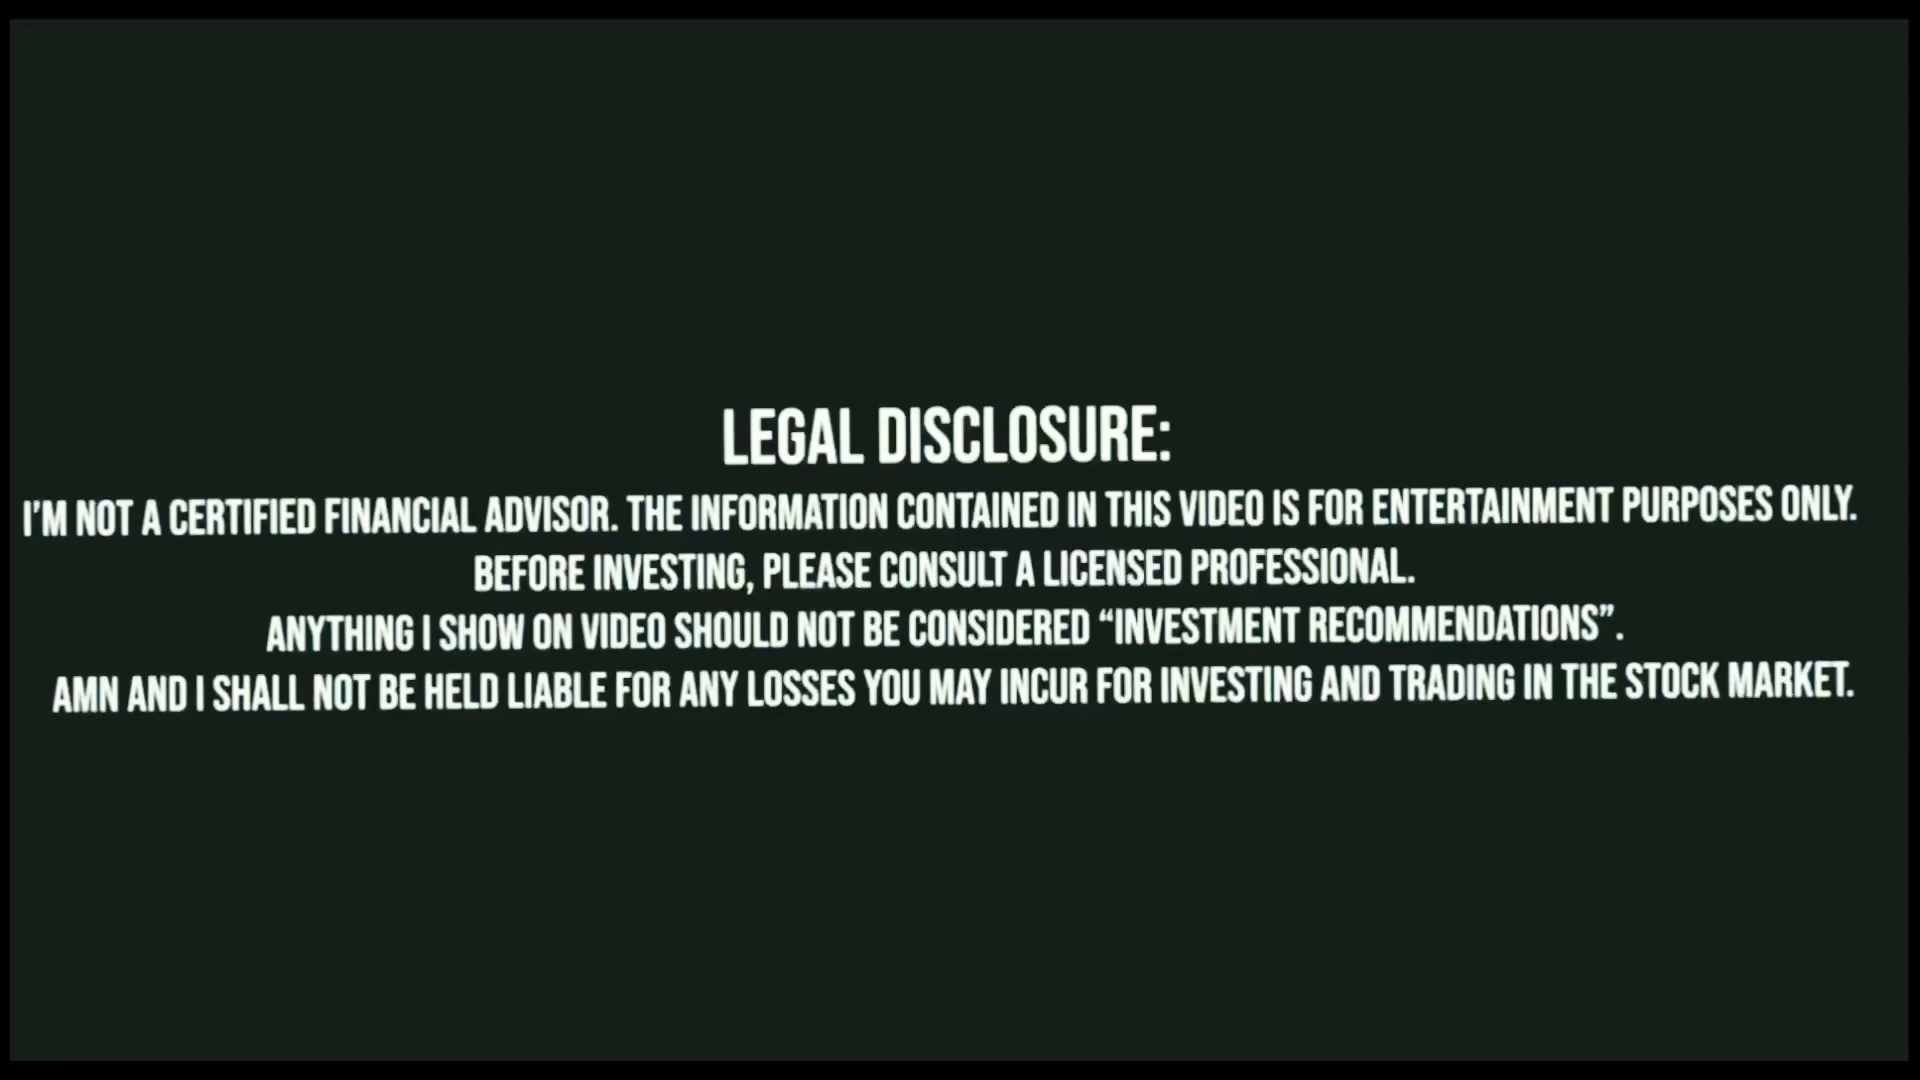 LEGAL DISCLOSURE:
I'M NOT A CERTIFIED FINANCIAL ADVISOR. THE INFORMATION CONTAINED IN THIS VIDEO IS FOR ENTERTAINMENT PURPOSES ONLY.
BEFORE INVESTING, PLEASE CONSULT A LICENSED PROFESSIONAL.
ANYTHING I SHOW ON VIDEO SHOULD NOT BE CONSIDERED “INVESTMENT RECOMMENDATIONS”.
AMN AND I SHALL NOT BE HELD LIABLE FOR ANY LOSSES YOU MAY INCUR FOR INVESTING AND TRADING IN THE STOCK MARKET.